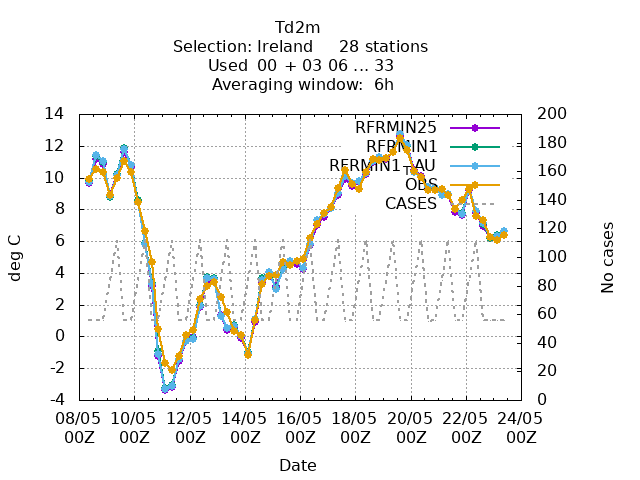 Td2m
Selection: Ireland     28 stations
Used  00 + 03 06 ... 33
Averaging window:  6h
14
12
10
8
6
4
2
0
-2
-4
deg C
RFRMIN25
RFRMIN1
RFRMIN1_AU
OBS
CASES
200
180
160
140
120
100
80
60
40
20
0
No cases
08/05 10/05 12/05 14/05 16/05 18/05 20/05 22/05 24/05
00Z 00Z 00Z 00Z 00Z 00Z 00Z 00Z 00Z
Date